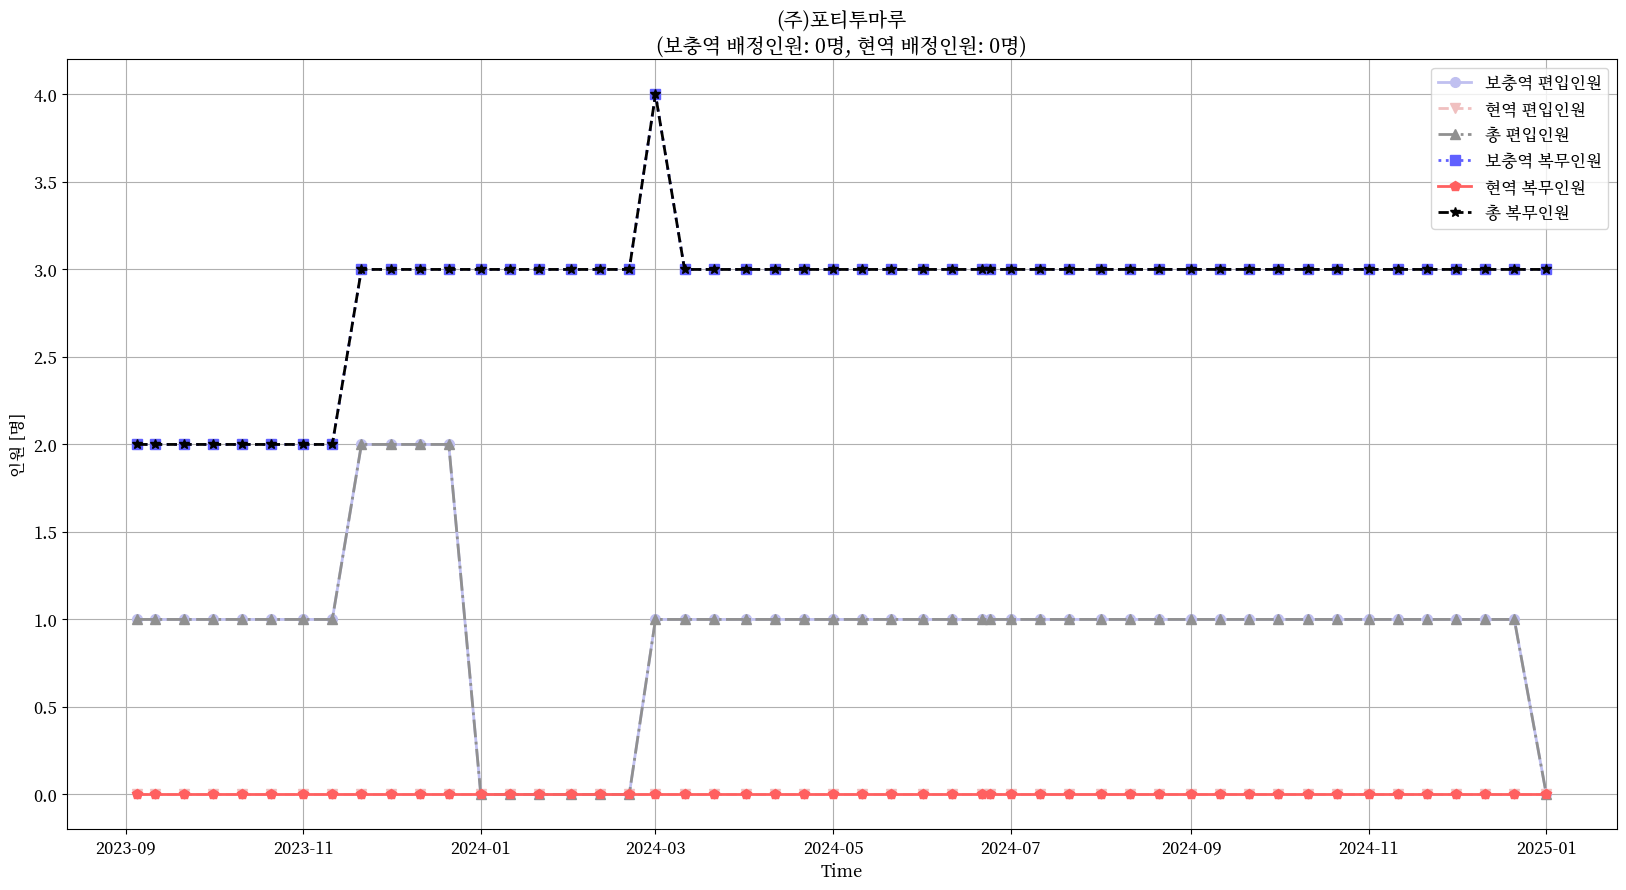 (주)포티투마루
(보충역 배정인원: 0명, 현역 배정인원: 0명)
보충역 편입인원
현역 편입인원
총 편입인원
보충역 복무인원
현역 복무인원
총 복무인원
4.0
3.5
3.0
2.5
2.0
1.5
1.0
0.5
0.0
인원 [명]
2023-09 2023-11 2024-01 2024-03 2024-05 2024-07 2024-09 2024-11 2025-01
Time